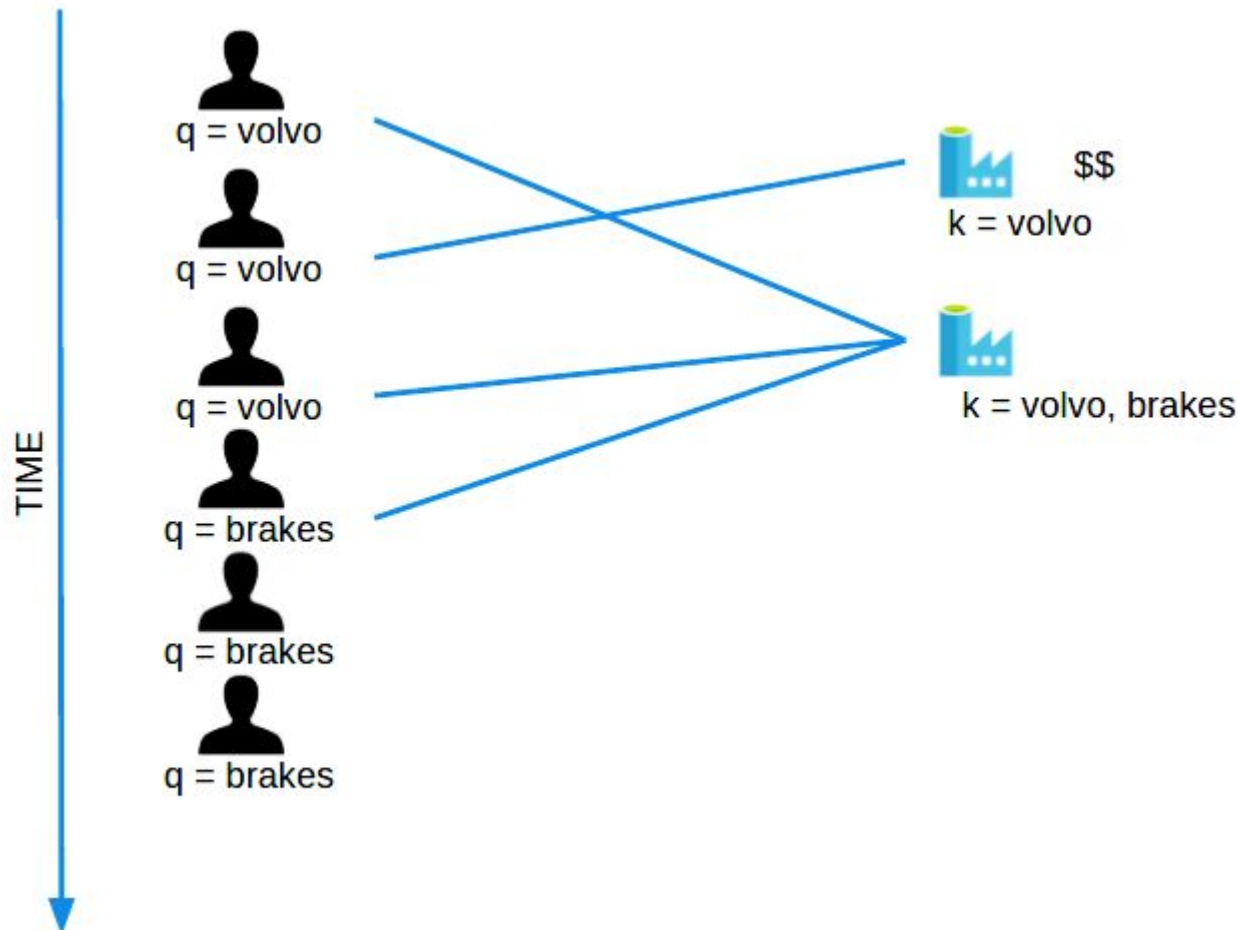 q = volvo
$$
q = volvo
k = volvo
q = volvo
k = volvo, brakes
TIME
q = brakes
q = brakes
q = brakes